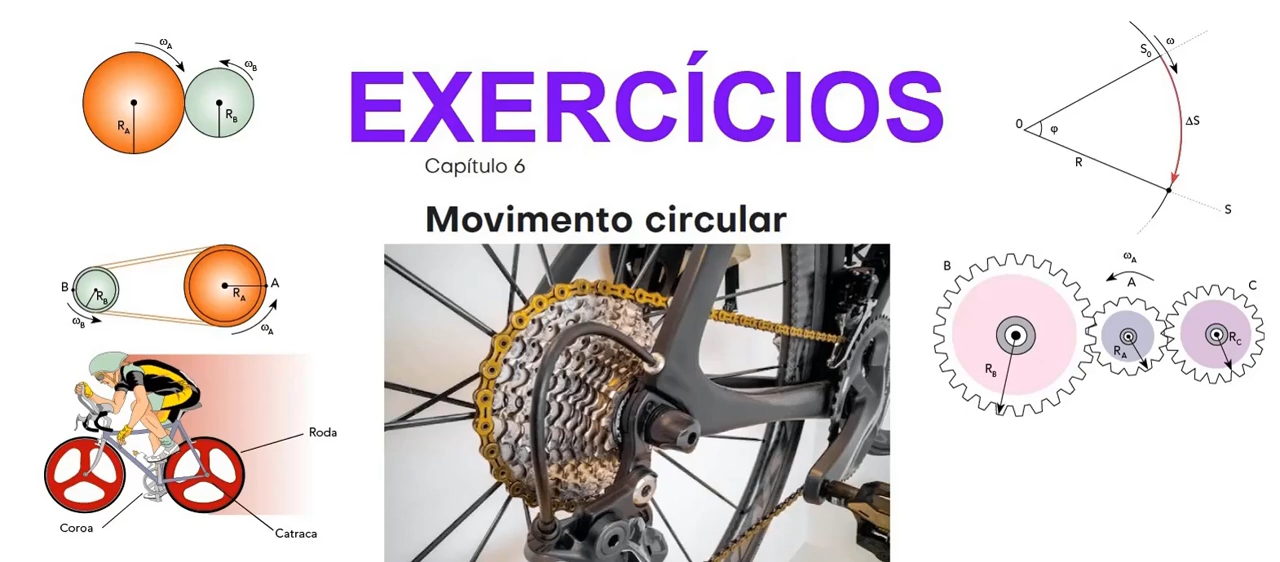 EXERCÍCIOS
Capítulo 6
Movimento circular
ωA
ωB
RA
RB
B
RB
RA
A
ωB
ωA
Roda
Coroa
Catraca
S0
ω
0
φ
ΔS
R
S
ωA
B
A
C
RB
RA
RC